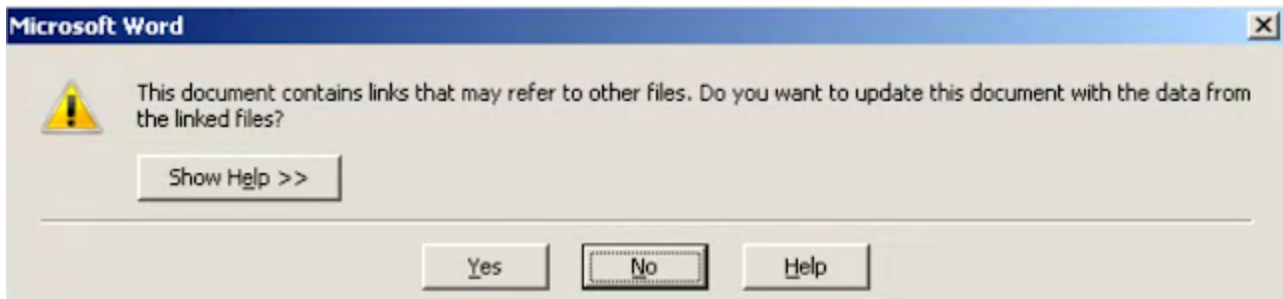 Microsoft Word
This document contains links that may refer to other files. Do you want to update this document with the data from
the linked files?
Show Help >>
Yes No Help